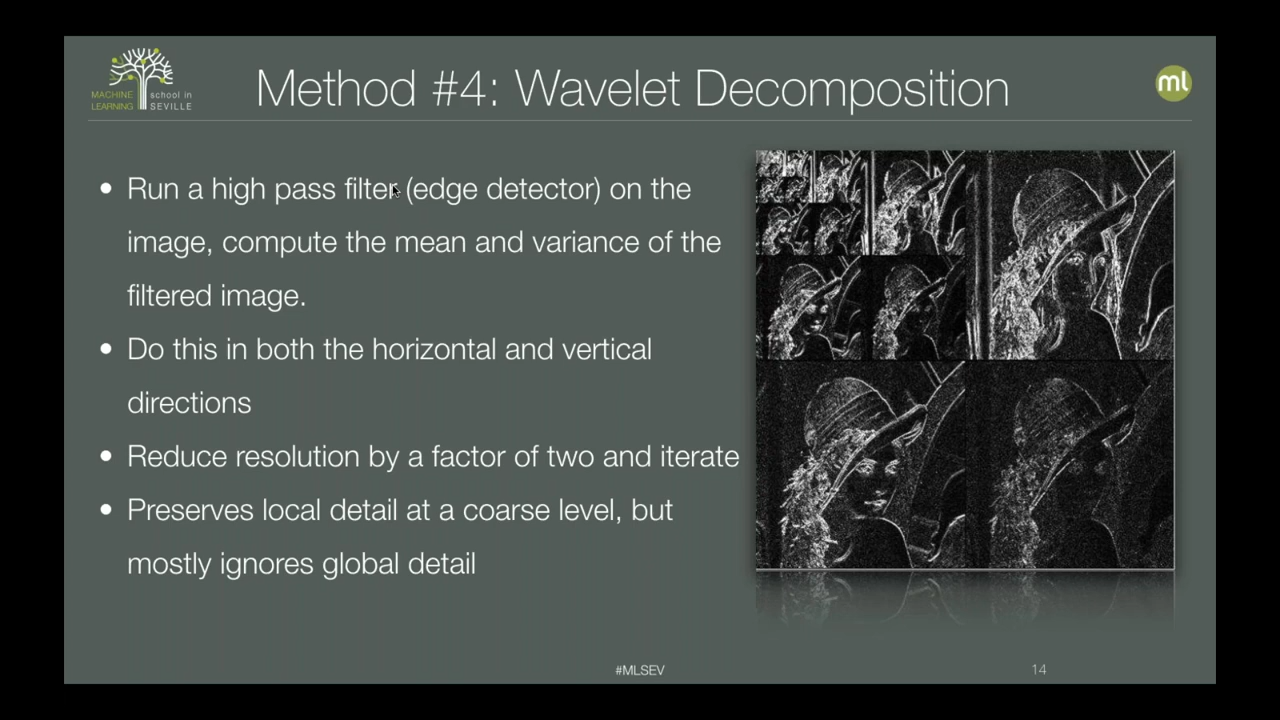 MACHINE
LEARNING
school in
SEVILLE
Method #4: Wavelet Decomposition
ml
• Run a high pass filter (edge detector) on the
image, compute the mean and variance of the
filtered image.
• Do this in both the horizontal and vertical
directions
• Reduce resolution by a factor of two and iterate
• Preserves local detail at a coarse level, but
mostly ignores global detail
#MLSEV
14